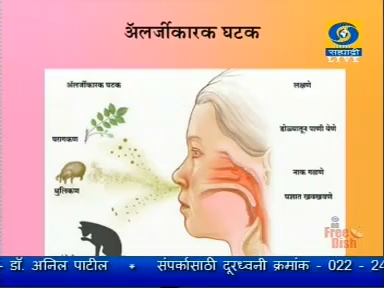 ॲलर्जीकारक घटक
सह्याद्री
LIVE
ॲलर्जीकारक घटक
लक्षणे
परागकण
डोळ्यातून पाणी येणे
धुलिकण
नाक गळणे
घशात खवखवणे
Free
Dish
- डॉ. अनिल पाटील * संपर्कासाठी दूरध्वनी क्रमांक - 022 - 24